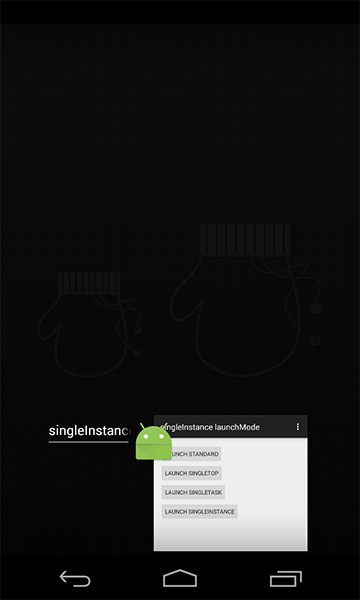 singleInstanc
singleInstance launchMode
LAUNCH STANDARD
LAUNCH SINGLETOP
LAUNCH SINGLETASK
LAUNCH SINGLEINSTANCE